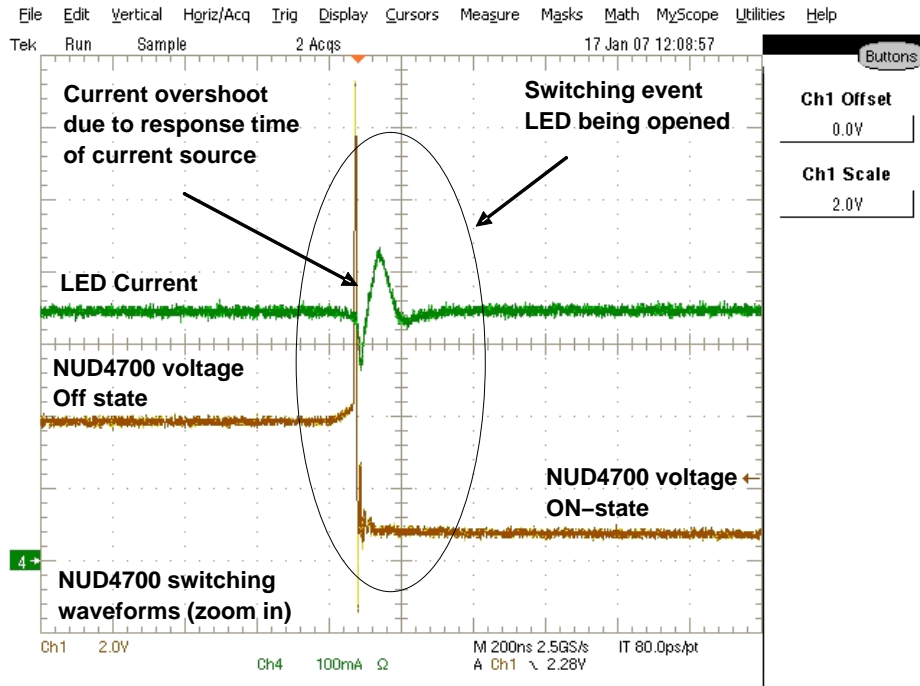 File Edit Vertical Horiz/Acq Trig Display Cursors Measure Masks Math MyScope Utilities Help
Tek Run Sample 2 Acqs 17 Jan 07 12:08:57
Buttons
Current overshoot
due to response time
of current source
Switching event
LED being opened
Ch1 Offset
0.0V
Ch1 Scale
2.0V
LED Current
NUD4700 voltage
Off state
NUD4700 voltage
ON−state
4
NUD4700 switching
waveforms (zoom in)
Ch1 2.0V M 200ns 2.5GS/s IT 80.0ps/pt
Ch4 100mA Ω A Ch1 ∖ 2.28V